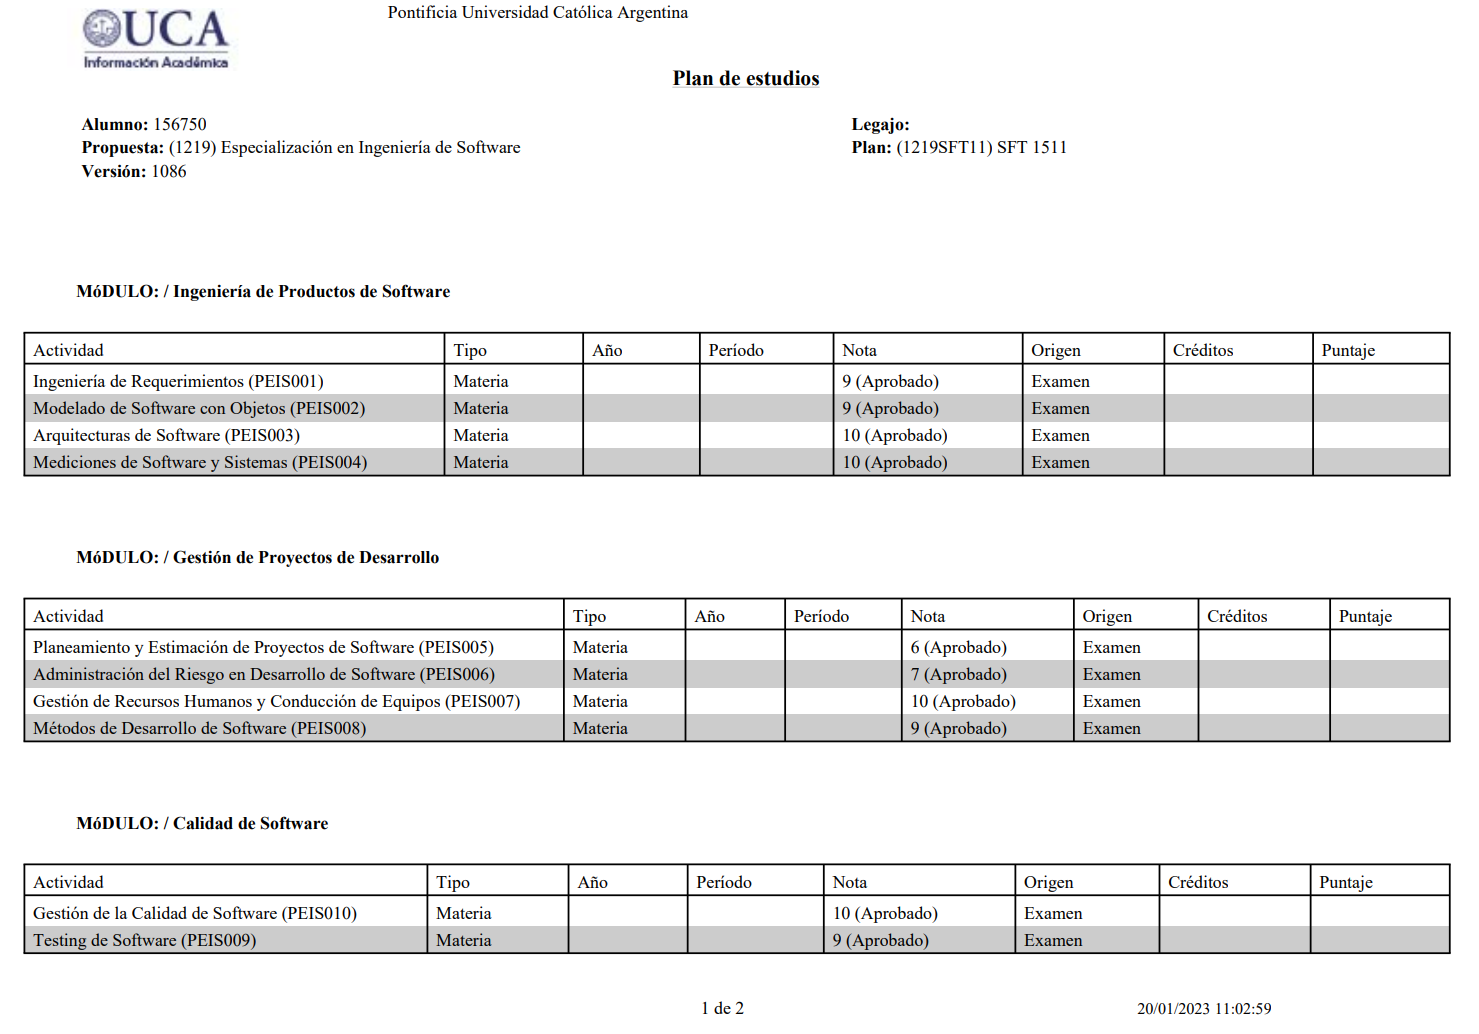 UCA
Información Académica
Pontificia Universidad Católica Argentina
Plan de estudios
Alumno: 156750 Legajo:
Propuesta: (1219) Especialización en Ingeniería de Software Plan: (1219SFT11) SFT 1511
Versión: 1086
MóDULO: / Ingeniería de Productos de Software
Actividad Tipo Año Período Nota Origen Créditos Puntaje
Ingeniería de Requerimientos (PEIS001) Materia 9 (Aprobado) Examen
Modelado de Software con Objetos (PEIS002) Materia 9 (Aprobado) Examen
Arquitecturas de Software (PEIS003) Materia 10 (Aprobado) Examen
Mediciones de Software y Sistemas (PEIS004) Materia 10 (Aprobado) Examen
MóDULO: / Gestión de Proyectos de Desarrollo
Actividad Tipo Año Período Nota Origen Créditos Puntaje
Planeamiento y Estimación de Proyectos de Software (PEIS005) Materia 6 (Aprobado) Examen
Administración del Riesgo en Desarrollo de Software (PEIS006) Materia 7 (Aprobado) Examen
Gestión de Recursos Humanos y Conducción de Equipos (PEIS007) Materia 10 (Aprobado) Examen
Métodos de Desarrollo de Software (PEIS008) Materia 9 (Aprobado) Examen
MóDULO: / Calidad de Software
Actividad Tipo Año Período Nota Origen Créditos Puntaje
Gestión de la Calidad de Software (PEIS010) Materia 10 (Aprobado) Examen
Testing de Software (PEIS009) Materia 9 (Aprobado) Examen
1 de 2 20/01/2023 11:02:59